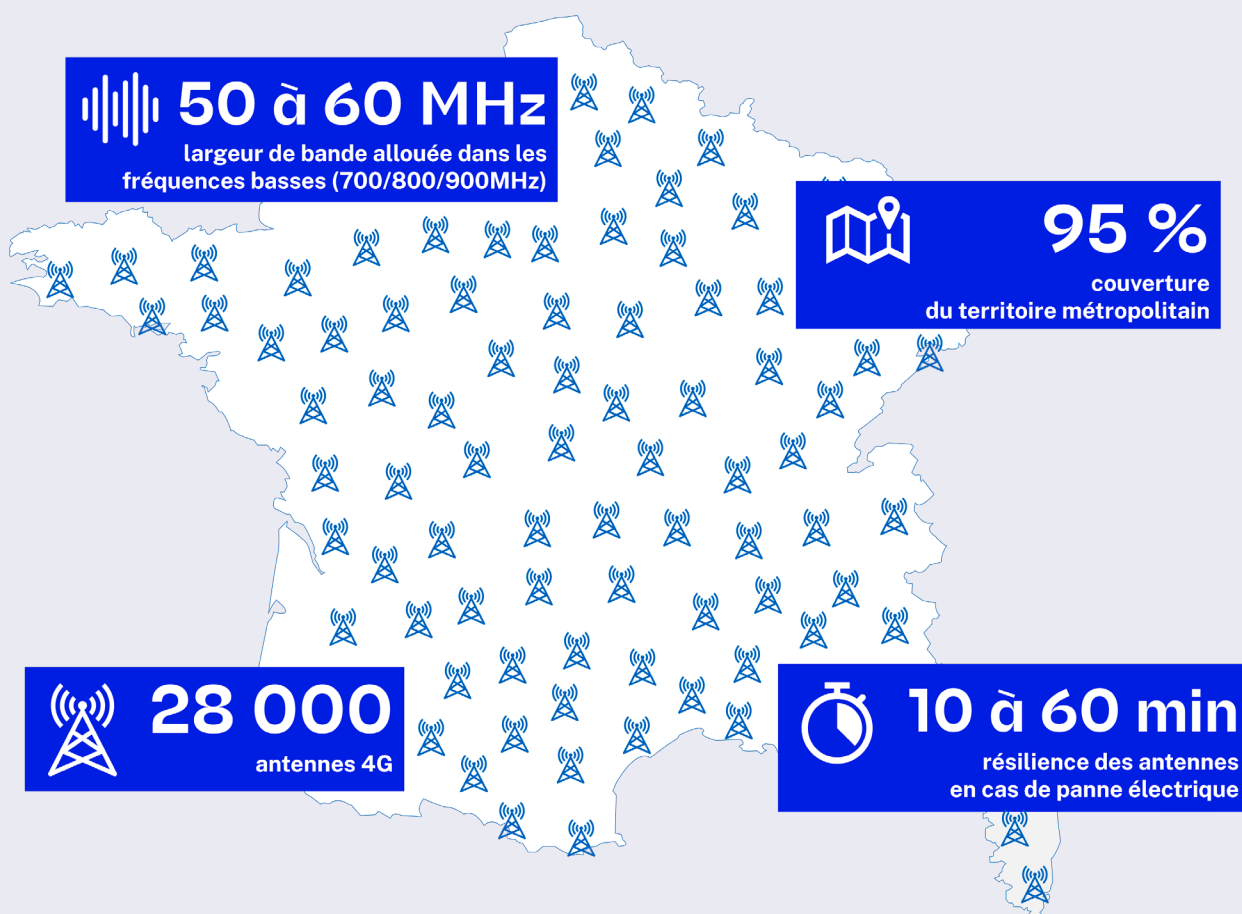 50 à 60 MHz
largeur de bande allouée dans les
fréquences basses (700/800/900MHz)
95 %
couverture
du territoire métropolitain
28 000
antennes 4G
10 à 60 min
résilience des antennes
en cas de panne électrique